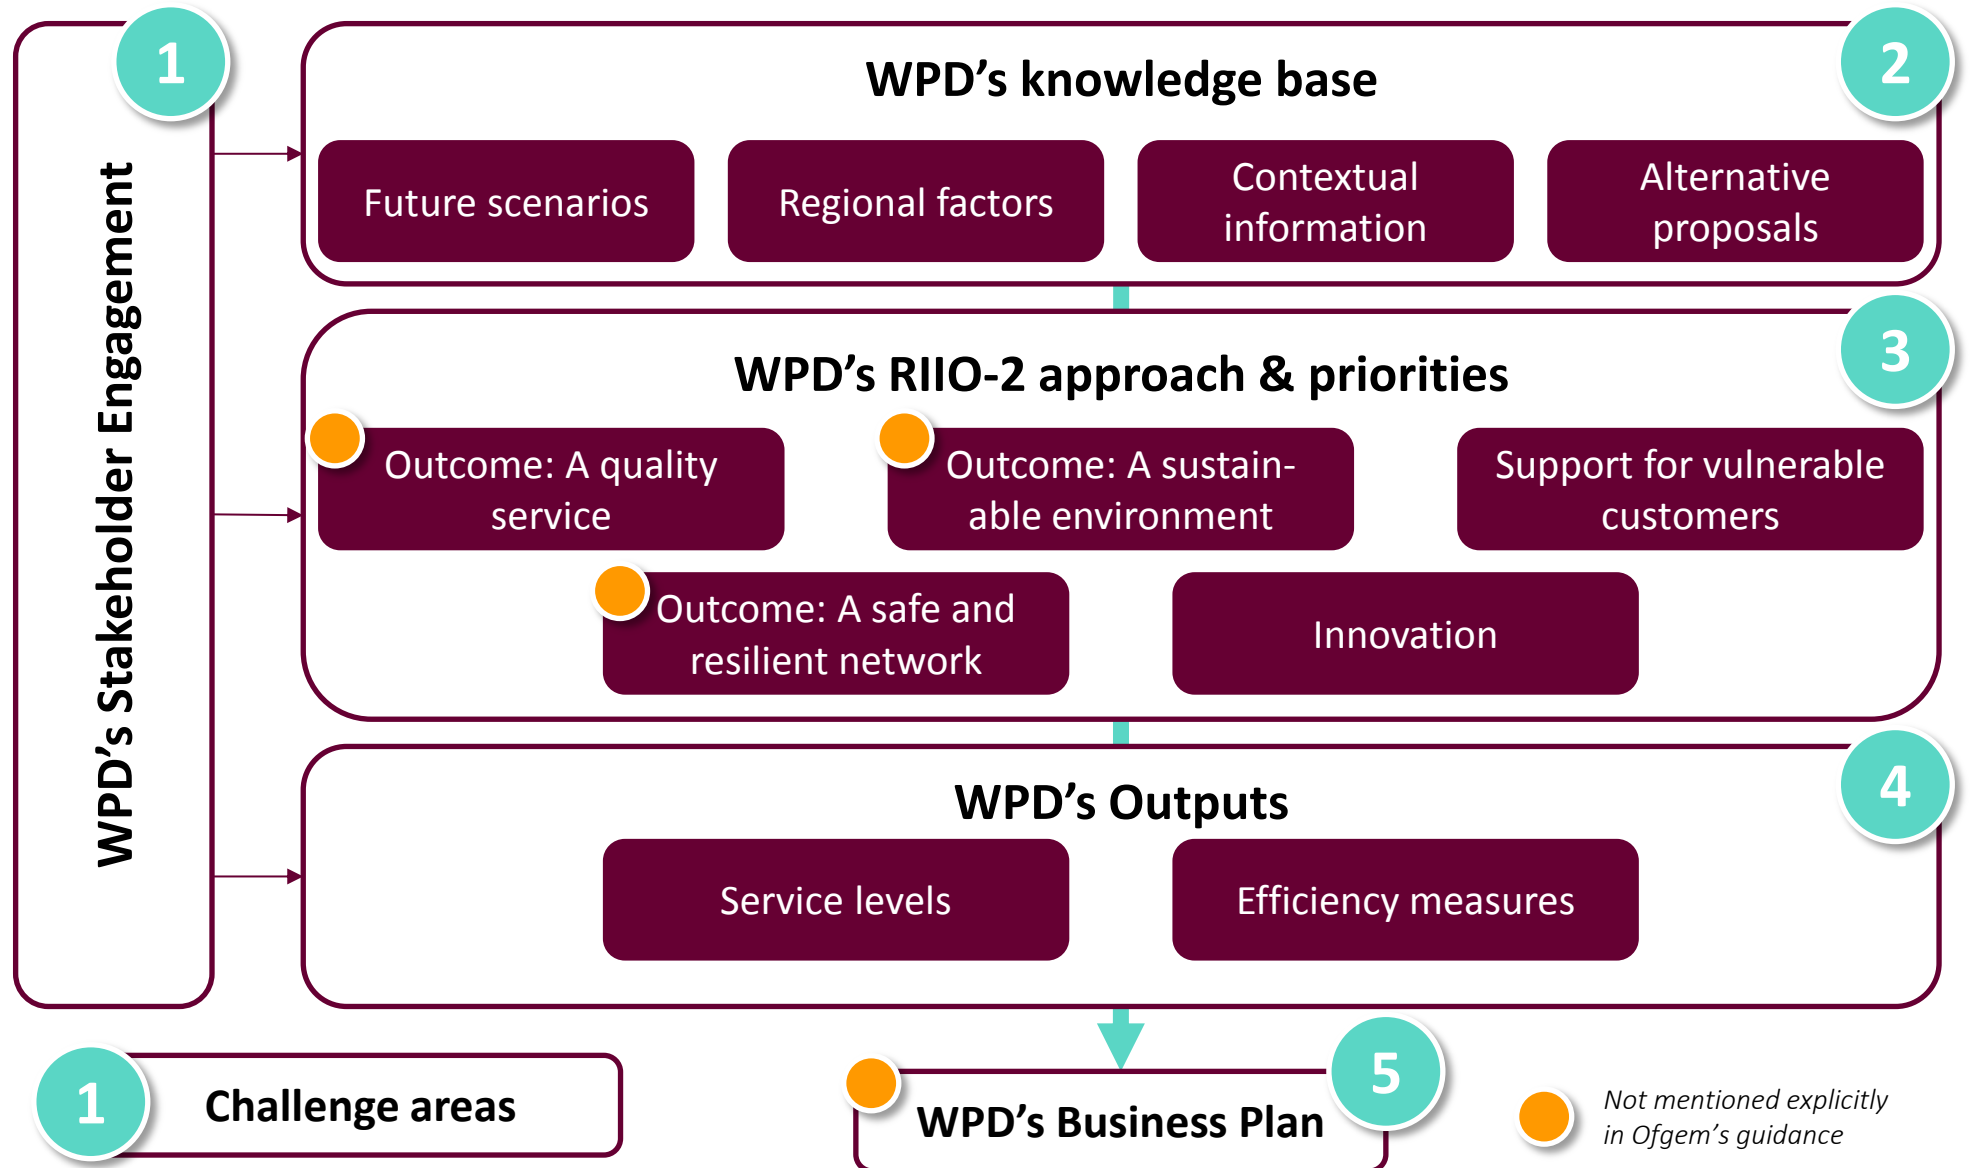 1
WPD's Stakeholder Engagement
2
WPD's knowledge base
Future scenarios
Regional factors
Contextual
information
Alternative
proposals
3
WPD's RIIO-2 approach & priorities
Outcome: A quality
service
Outcome: A sustain-
able environment
Support for vulnerable
customers
Outcome: A safe and
resilient network
Innovation
4
WPD's Outputs
Service levels
Efficiency measures
1
Challenge areas
5
WPD's Business Plan
Not mentioned explicitly
in Ofgem's guidance